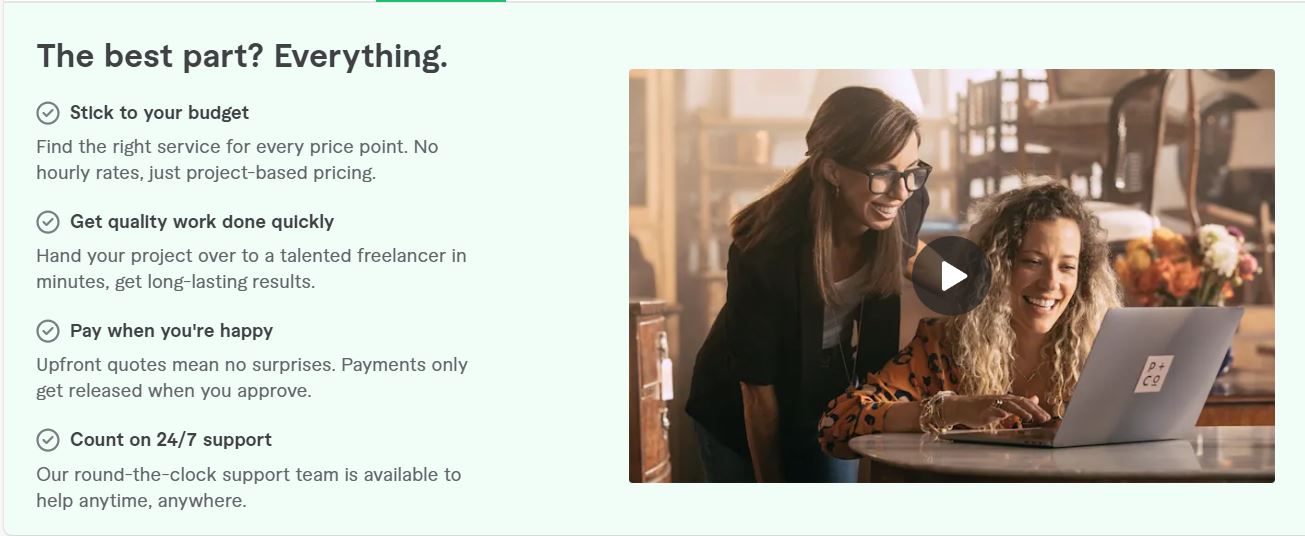 The best part? Everything.
Stick to your budget
Find the right service for every price point. No
hourly rates, just project-based pricing.
Get quality work done quickly
Hand your project over to a talented freelancer in
minutes, get long-lasting results.
Pay when you're happy
Upfront quotes mean no surprises. Payments only
get released when you approve.
Count on 24/7 support
Our round-the-clock support team is available to
help anytime, anywhere.
P +
Co